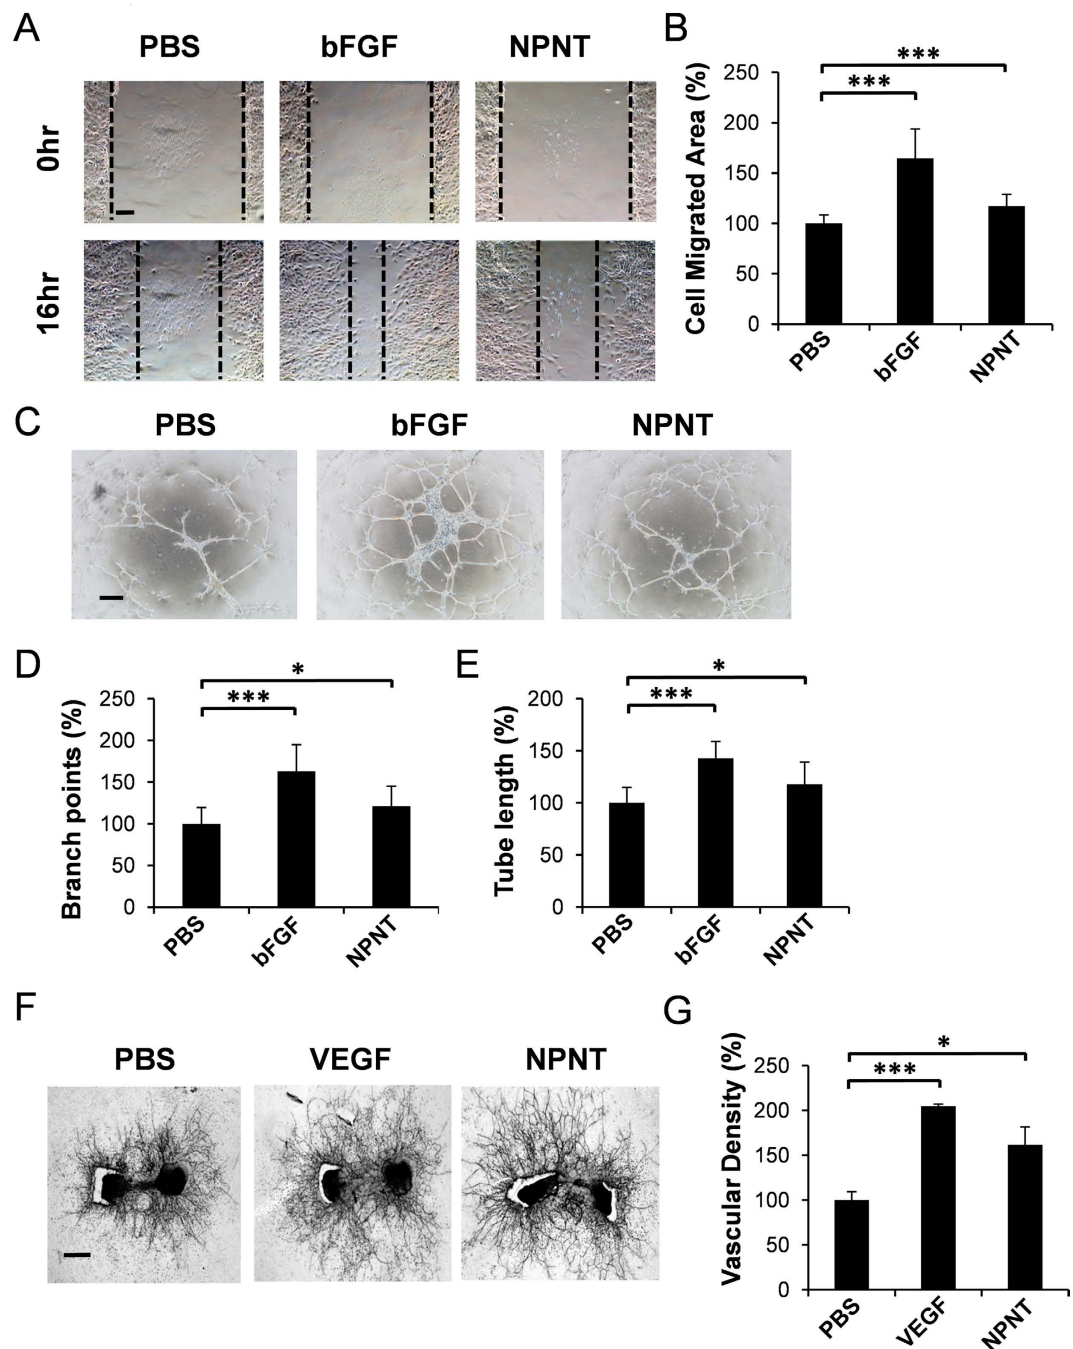 A
PBS bFGF NPNT
0hr
16hr
B
Cell Migrated Area (%)
250
200
150
100
50
0
***
***
PBS bFGF NPNT
C
PBS bFGF NPNT
D
Branch points (%)
250
200
150
100
50
0
*
***
PBS bFGF NPNT
E
Tube length (%)
200
150
100
50
0
*
***
PBS bFGF NPNT
F
PBS VEGF NPNT
G
Vascular Density (%)
250
200
150
100
50
0
*
***
PBS VEGF NPNT